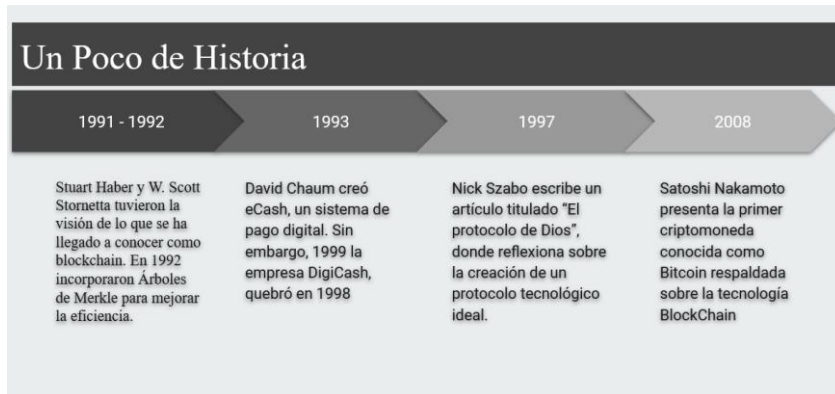 Un Poco de Historia
1991 - 1992
1993
1997
2008
Stuart Haber y W. Scott
Stornetta tuvieron la
visión de lo que se ha
llegado a conocer como
blockchain. En 1992
incorporaron Árboles
de Merkle para mejorar
la eficiencia.
David Chaum creó
eCash, un sistema de
pago digital. Sin
embargo, 1999 la
empresa DigiCash,
quebró en 1998
Nick Szabo escribe un
artículo titulado “El
protocolo de Dios”,
donde reflexiona sobre
la creación de un
protocolo tecnológico
ideal.
Satoshi Nakamoto
presenta la primer
criptomoneda
conocida como
Bitcoin respaldada
sobre la tecnología
BlockChain